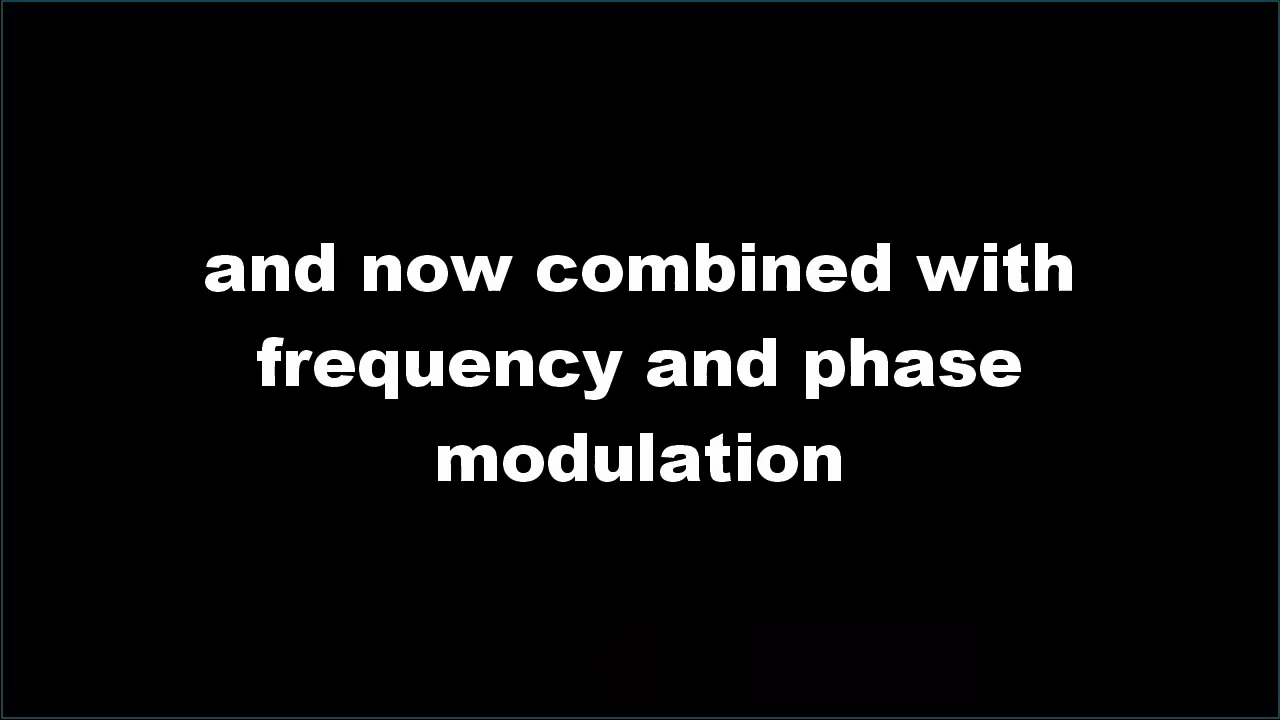 and now combined with
frequency and phase
modulation